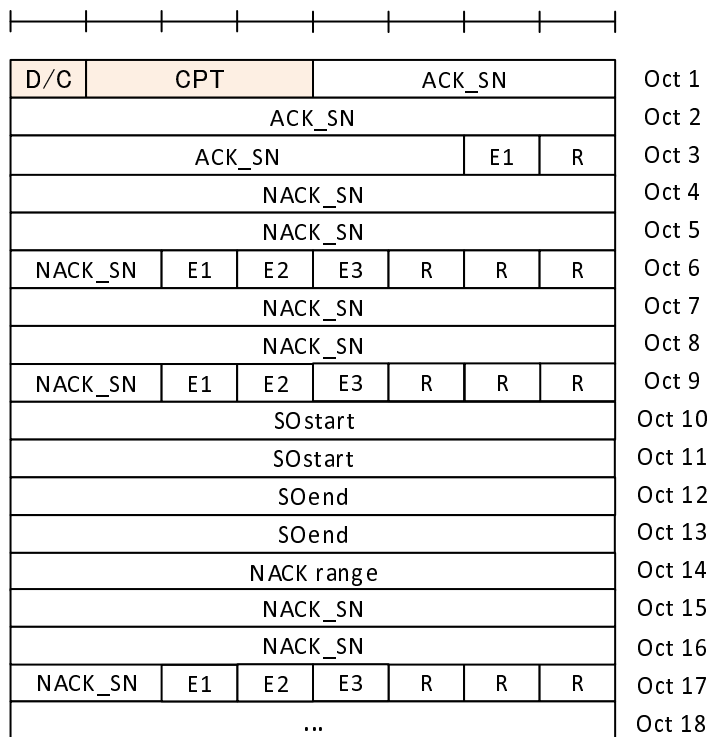 D/C CPT ACK_SN Oct 1
ACK_SN Oct 2
ACK_SN E1 R Oct 3
NACK_SN Oct 4
NACK_SN Oct 5
NACK_SN E1 E2 E3 R R R Oct 6
NACK_SN Oct 7
NACK_SN Oct 8
NACK_SN E1 E2 E3 R R R Oct 9
SOstart Oct 10
SOstart Oct 11
SOend Oct 12
SOend Oct 13
NACK range Oct 14
NACK_SN Oct 15
NACK_SN Oct 16
NACK_SN E1 E2 E3 R R R Oct 17
... Oct 18